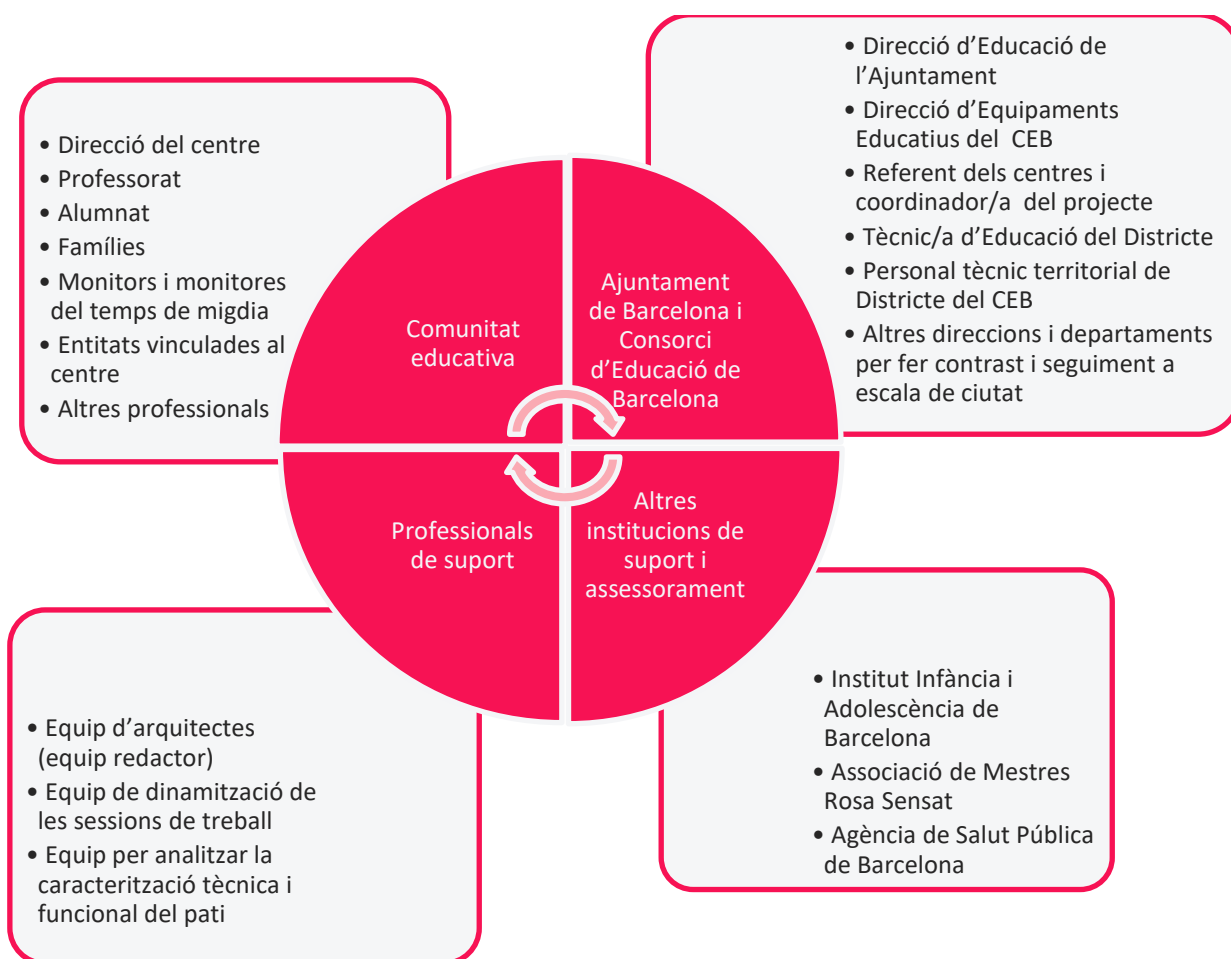 • Direcció del centre
• Professorat
• Alumnat
• Famílies
• Monitors i monitores
del temps de migdia
• Entitats vinculades al
centre
• Altres professionals
• Direcció d’Educació de
l’Ajuntament
• Direcció d’Equipaments
Educatius del CEB
• Referent dels centres i
coordinador/a del projecte
• Tècnic/a d’Educació del Districte
• Personal tècnic territorial de
Districte del CEB
• Altres direccions i departaments
per fer contrast i seguiment a
escala de ciutat
Comunitat
educativa
Ajuntament
de Barcelona i
Consorci
d’Educació de
Barcelona
Professionals
de suport
Altres
institucions de
suport i
assessorament
• Equip d’arquitectes
(equip redactor)
• Equip de dinamització de
les sessions de treball
• Equip per analitzar la
caracterització tècnica i
funcional del pati
• Institut Infància i
Adolescència de
Barcelona
• Associació de Mestres
Rosa Sensat
• Agència de Salut Pública
de Barcelona